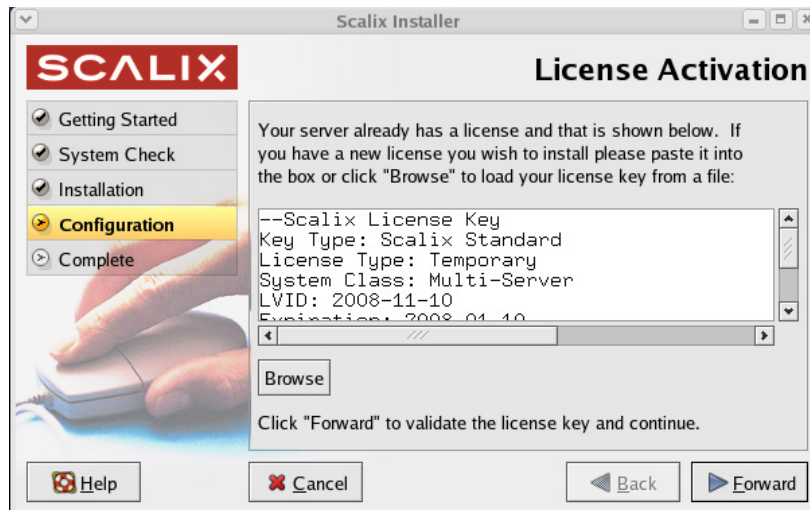 Scalix Installer
SCALIX
License Activation
Getting Started
System Check
Installation
Configuration
Complete
Your server already has a license and that is shown below. If
you have a new license you wish to install please paste it into
the box or click "Browse" to load your license key from a file:
--Scalix License Key
Key Type: Scalix Standard
License Type: Temporary
System Class: Multi-Server
LVID: 2008-11-10
Expiration: 2008-01-10
Browse
Click "Forward" to validate the license key and continue.
Help
Cancel
Back
Forward